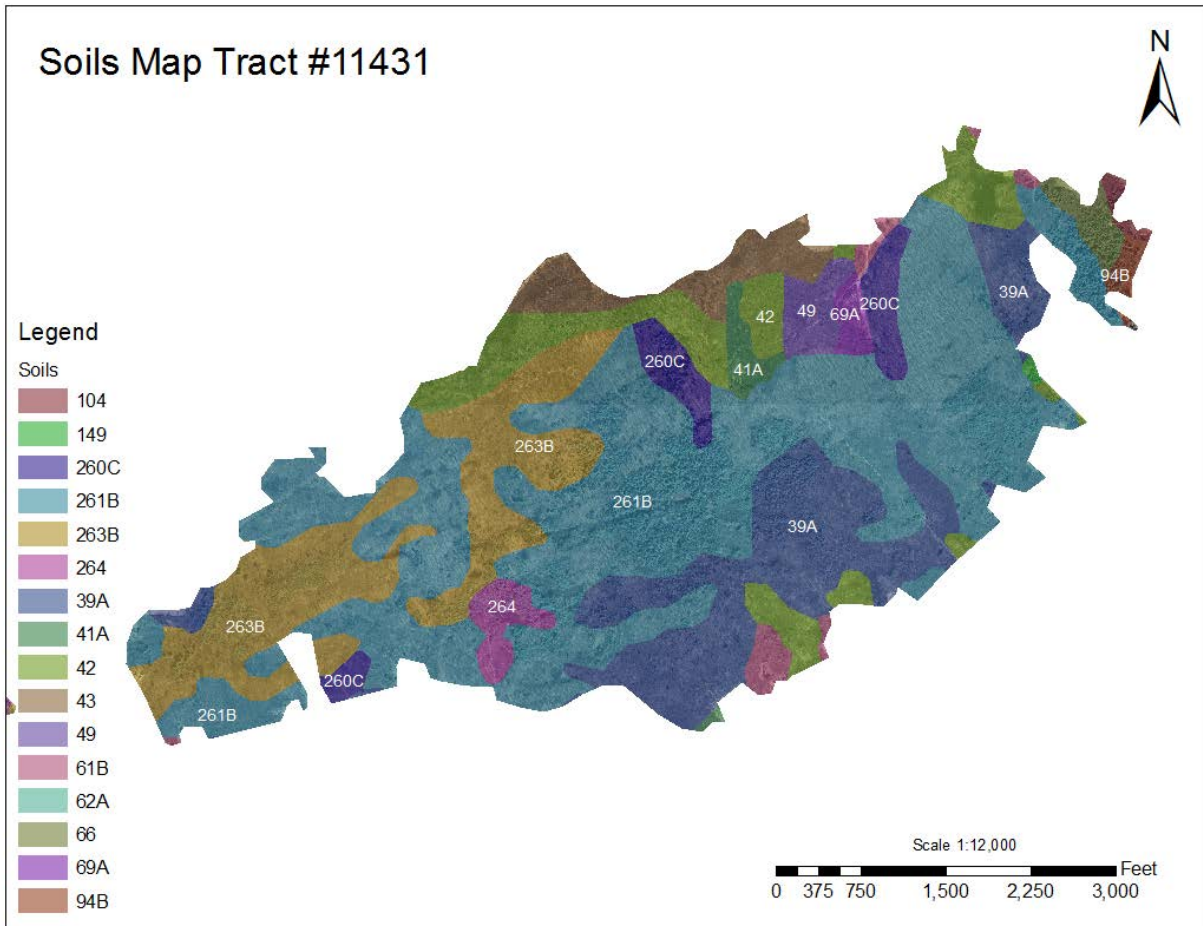 Soils Map Tract #11431
N
94B
39A
42
49
69A
260C
260C
41A
263B
261B
39A
264
263B
260C
261B
Legend
Soils
104
149
260C
261B
263B
264
39A
41A
42
43
49
61B
62A
66
69A
94B
Scale 1:12,000
Feet
0 375 750 1,500 2,250 3,000